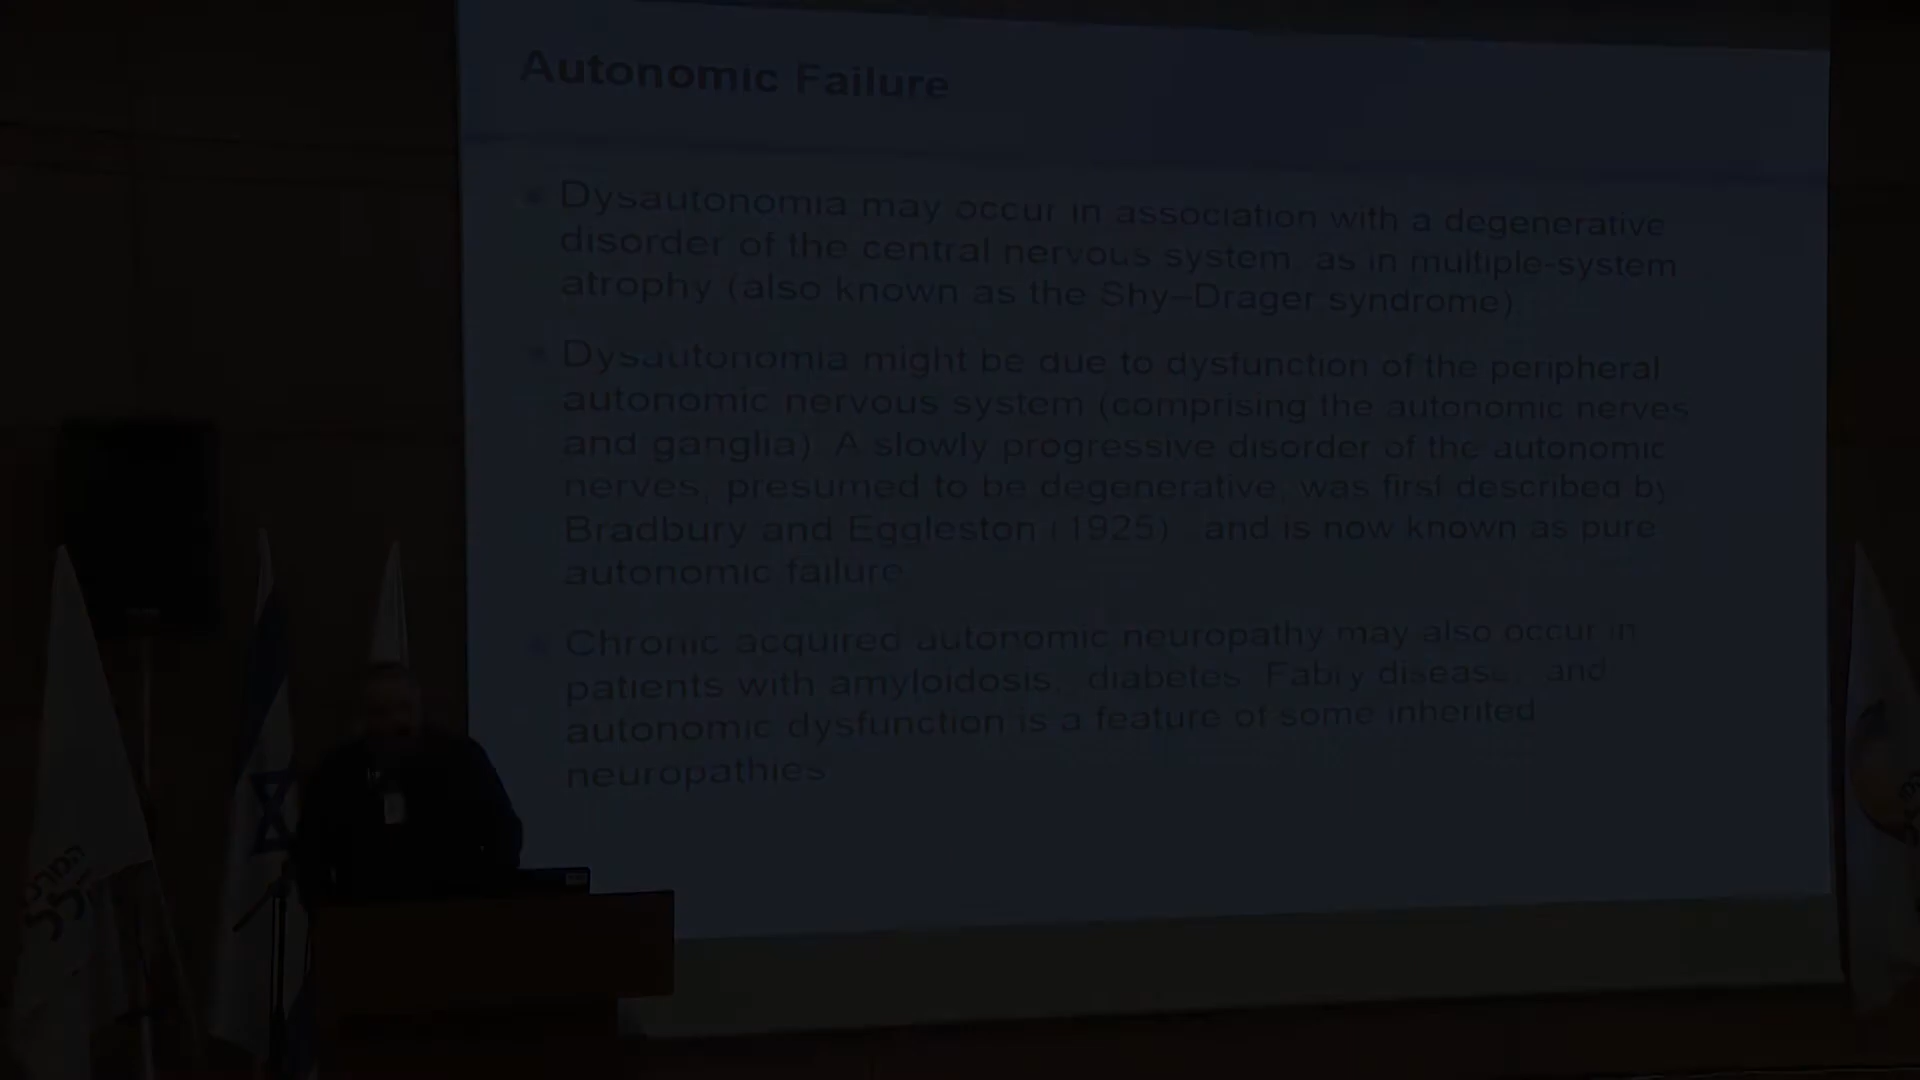 Autonomic Failure
Dysautonomia may occur in association with a degenerative
disorder of the central nervous system, as in multiple-system
atrophy (also known as the Shy–Drager syndrome)
Dysautonomia might be due to dysfunction of the peripheral
autonomic nervous system (comprising the autonomic nerves
and ganglia) A slowly progressive disorder of the autonomic
nerves, presumed to be degenerative, was first described by
Bradbury and Eggleston (1925) and is now known as pure
autonomic failure
Chronic acquired autonomic neuropathy may also occur in
patients with amyloidosis, diabetes Fabry disease, and
autonomic dysfunction is a feature of some inherited
neuropathies